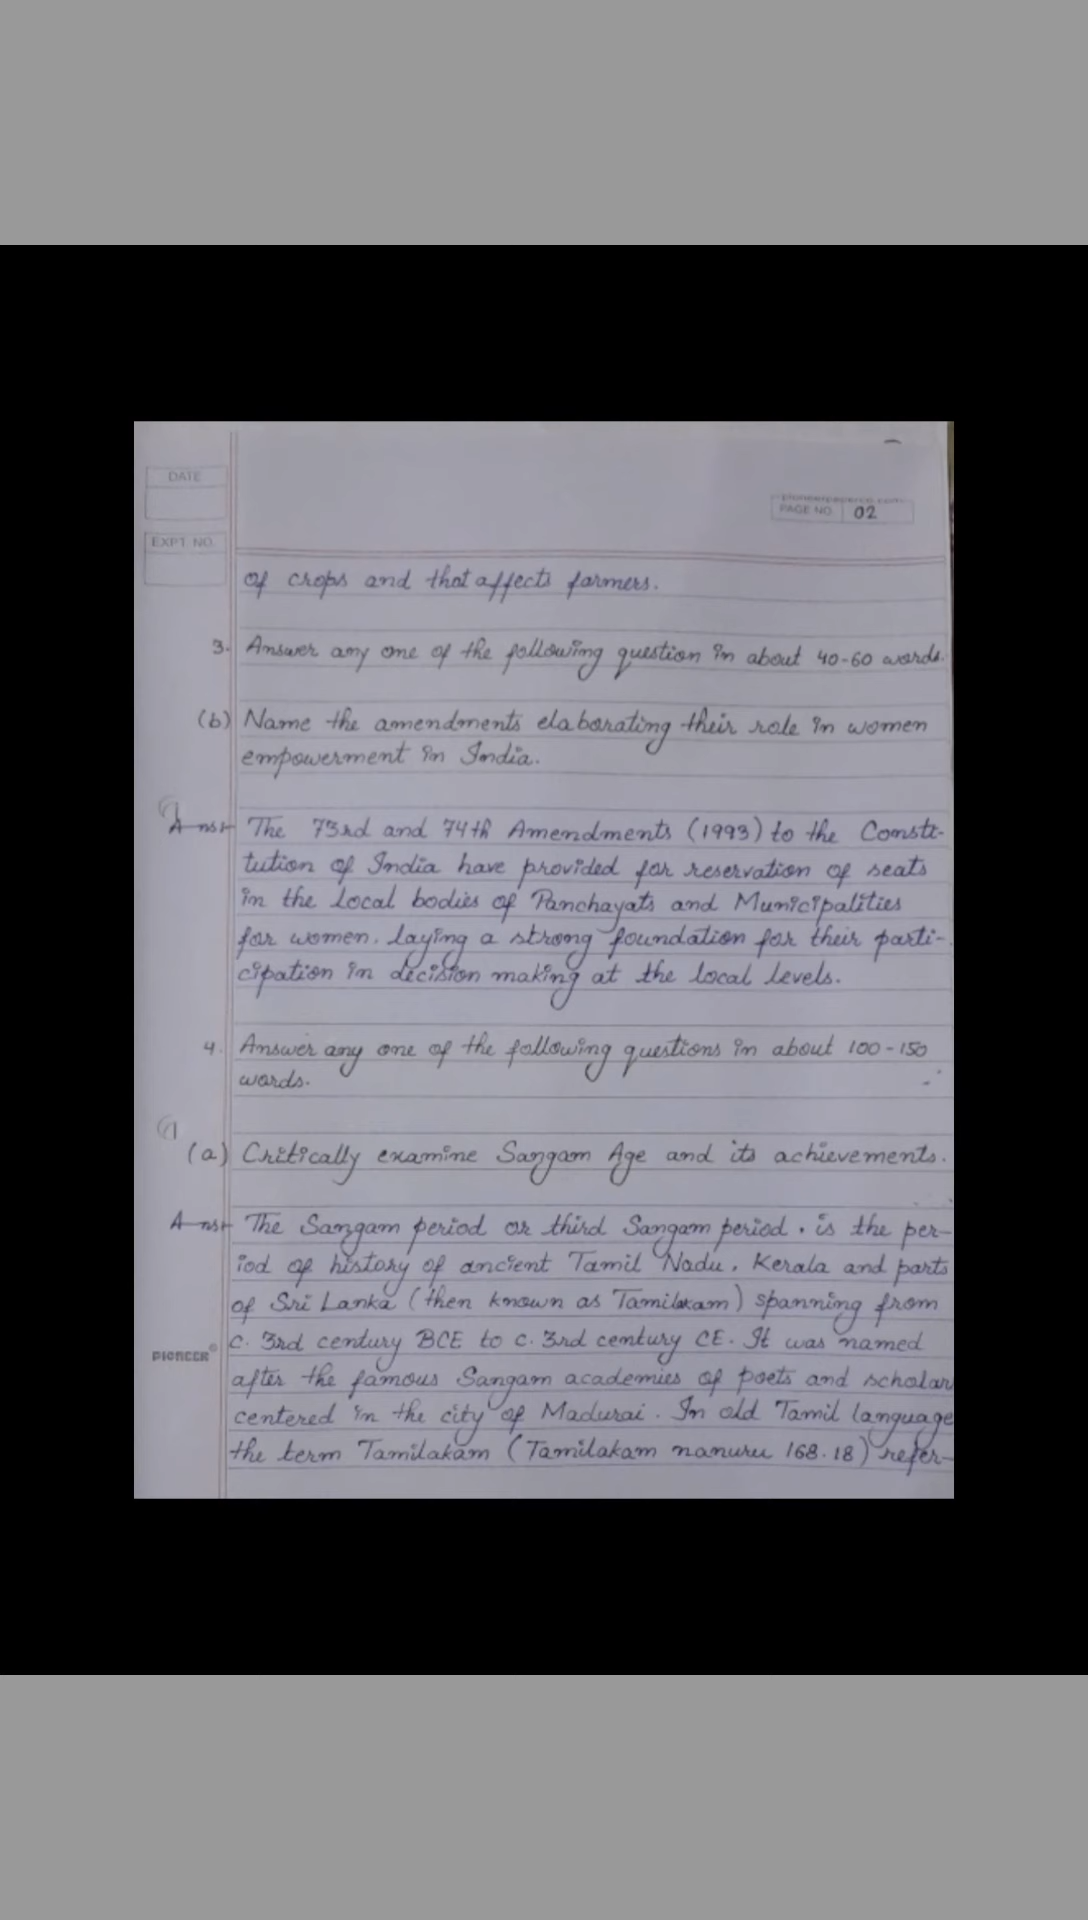 DATE
PAGE NO. 02
EXPT. NO.
of crops and that affects farmers.
3. Answer any one of the following question in about 40-60 words.
(b) Name the amendments elaborating their role in women
empowerment in India.
Ans:- The 73rd and 74th Amendments (1993) to the Consti-
tution of India have provided for reservation of seats
in the local bodies of Panchayats and Municipalities
for women, laying a strong foundation for their parti-
cipation in decision making at the local levels.
4. Answer any one of the following questions in about 100-150
words.
(a) Critically examine Sangam Age and its achievements.
Ans:- The Sangam period or third Sangam period, is the per-
iod of history of ancient Tamil Nadu, Kerala and parts
of Sri Lanka (then known as Tamilakam) spanning from
c. 3rd century BCE to c. 3rd century CE. It was named
PIONEER
after the famous Sangam academies of poets and scholar
centered in the city of Madurai. In old Tamil language
the term Tamilakam (Tamilakam nanuru 168.18) refer-